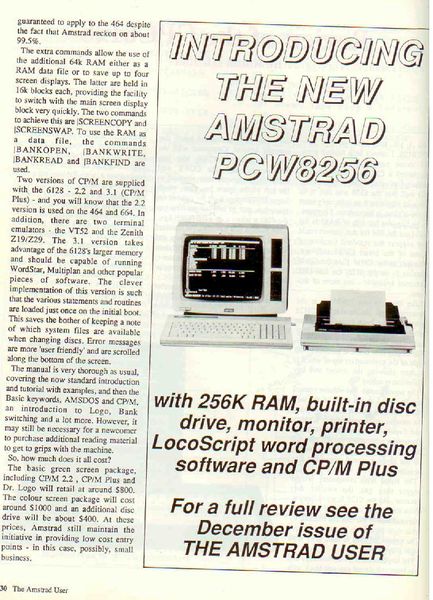 guaranteed to apply to the 464 despite
the fact that Amstrad reckon on about
99.5%.
The extra commands allow the use of
the additional 64k RAM either as a
RAM data file or to save up to four
screen displays. The latter are held in
16k blocks each, providing the facility
to switch with the main screen display
block very quickly. The two commands
to achieve this are |SCREENCOPY and
|SCREENSWAP. To use the RAM as
a data file, the commands
|BANKOPEN, |BANKWRITE,
|BANKREAD and |BANKFIND are
used.
Two versions of CP/M are supplied
with the 6128 - 2.2 and 3.1 (CP/M
Plus) - and you know that the 2.2
version is used on the 464 and 664. In
addition, there are two terminal
emulators - the VT52 and the Zenith
Z19/Z29. The 3.1 version takes
advantage of the 6128's larger memory
and should be capable of running
WordStar, Multiplan and other popular
pieces of software. The clever
implementation of this version is such
that the various statements and routines
are loaded just once on the initial boot.
This saves the bother of keeping a note
of which system files are available
when changing discs. Error messages
are more 'user friendly' and are scrolled
along the bottom of the screen.
The manual is very thorough as usual,
covering the now standard introduction
and tutorial with examples, and then the
Basic keywords, AMSDOS and CP/M,
an introduction to Logo, Bank
switching and a lot more. However, it
may still be necessary for a newcomer
to purchase additional reading material
to get to grips with the machine.
So, how much does it all cost?
The basic green screen package,
including CP/M 2.2 , CP/M Plus and
Dr. Logo will retail at around $800.
The colour screen package will cost
around $1000 and an additional disc
drive will be about $400. At these
prices, Amstrad still maintain the
initiative in providing low cost entry
points - in this case, possibly, small
business.
30 The Amstrad User
INTRODUCING
THE NEW
AMSTRAD
PCW8256
with 256K RAM, built-in disc
drive, monitor, printer,
LocoScript word processing
software and CP/M Plus
For a full review see the
December issue of
THE AMSTRAD USER